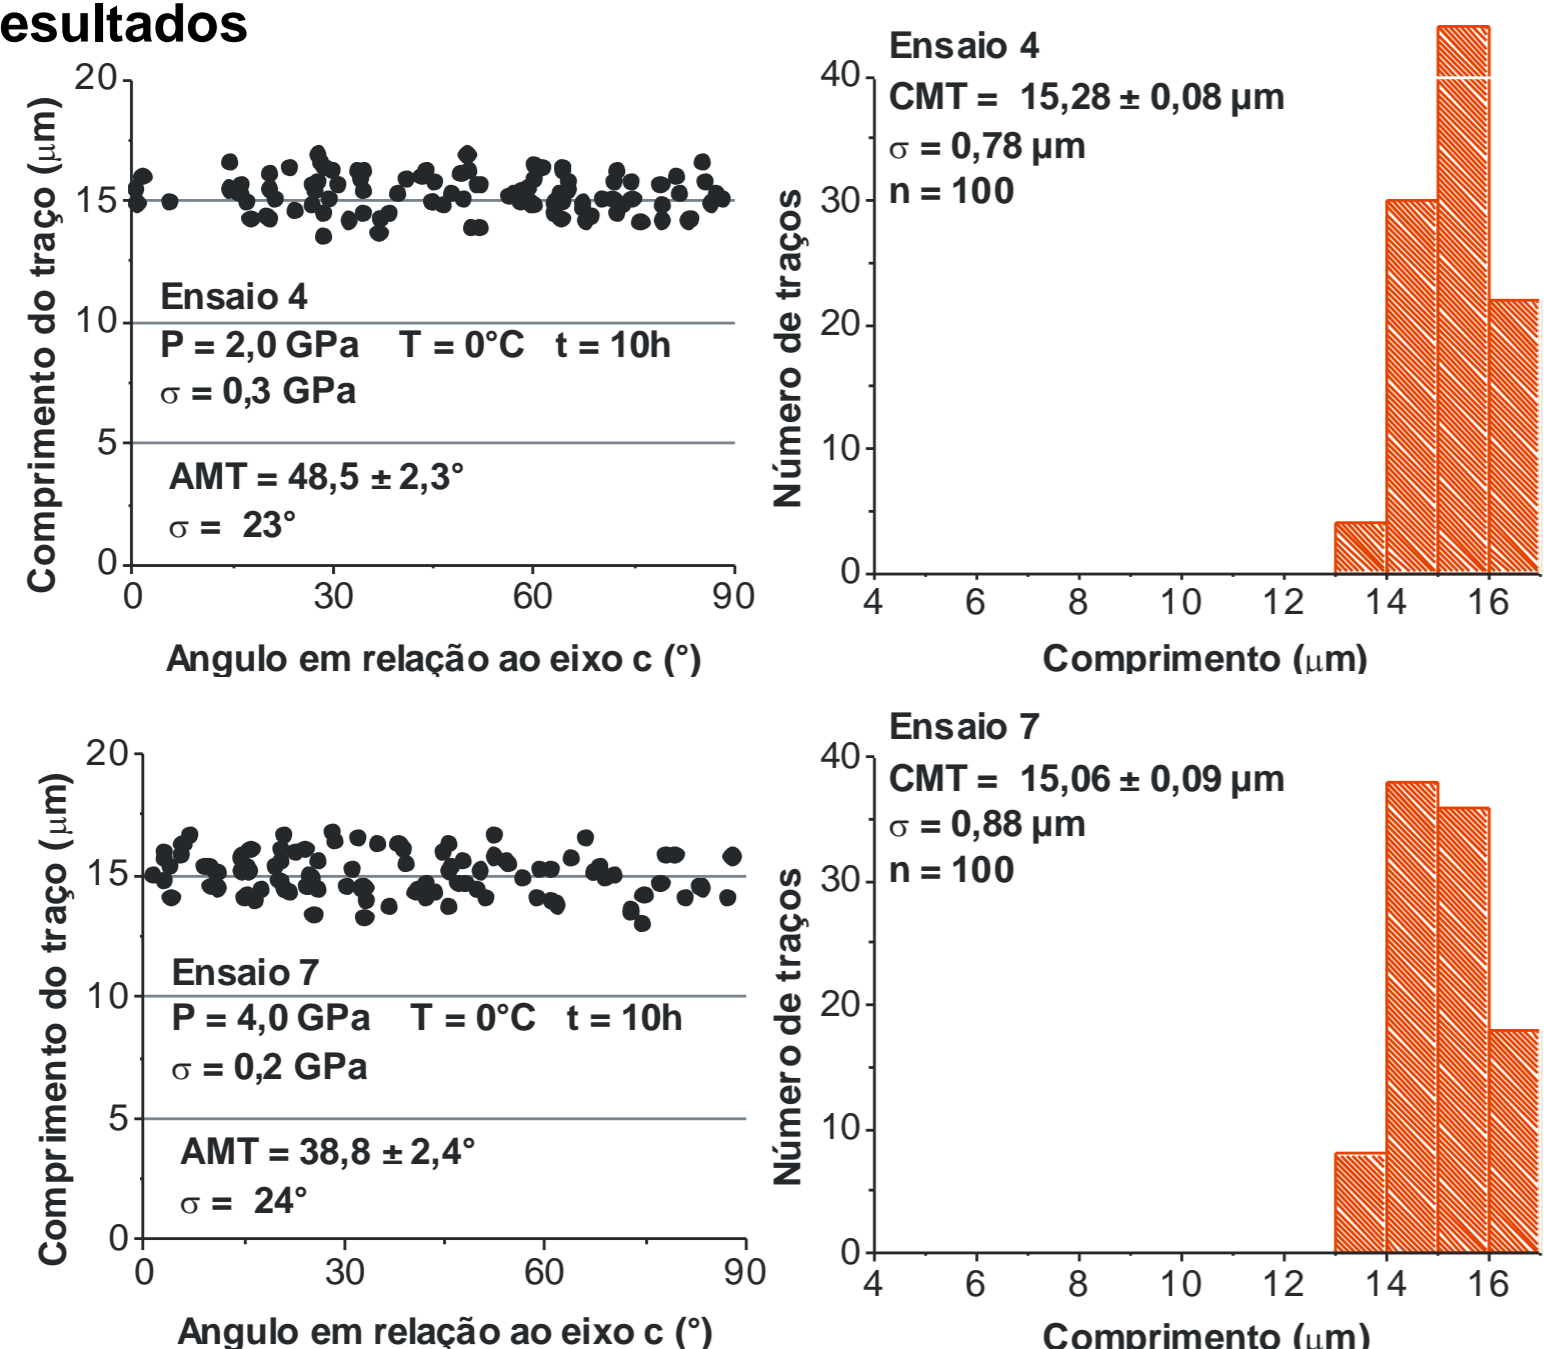 esultados
20
15
10
5
0
Comprimento do traço (μm)
Ensaio 4
P = 2,0 GPa T = 0°C t = 10h
σ = 0,3 GPa
AMT = 48,5 ± 2,3°
σ = 23°
0 30 60 90
Angulo em relação ao eixo c (°)
Ensaio 4
CMT = 15,28 ± 0,08 µm
σ = 0,78 µm
n = 100
40
30
20
10
0
Número de traços
4 6 8 10 12 14 16
Comprimento (μm)
20
15
10
5
0
Comprimento do traço (μm)
Ensaio 7
P = 4,0 GPa T = 0°C t = 10h
σ = 0,2 GPa
AMT = 38,8 ± 2,4°
σ = 24°
0 30 60 90
Angulo em relação ao eixo c (°)
Ensaio 7
CMT = 15,06 ± 0,09 µm
σ = 0,88 µm
n = 100
40
30
20
10
0
Número de traços
4 6 8 10 12 14 16
Comprimento (μm)